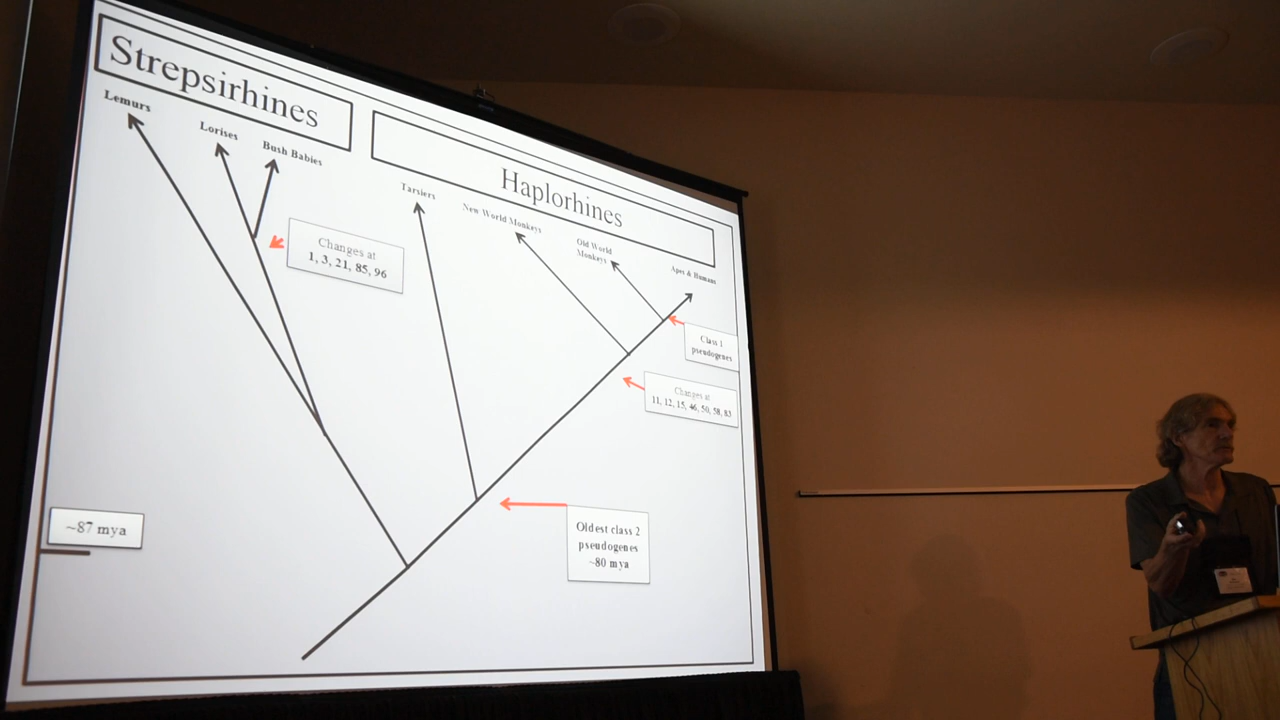 Strepsirhines
Haplorhines
Lemurs
Lorises
Bush Babies
Tarsiers
New World Monkeys
Old World
Monkeys
Apes & Humans
Changes at
1, 3, 21, 85, 96
Class 1
pseudogenes
Changes at
11, 12, 15, 46, 50, 58, 83
~87 mya
Oldest class 2
pseudogenes
~80 mya